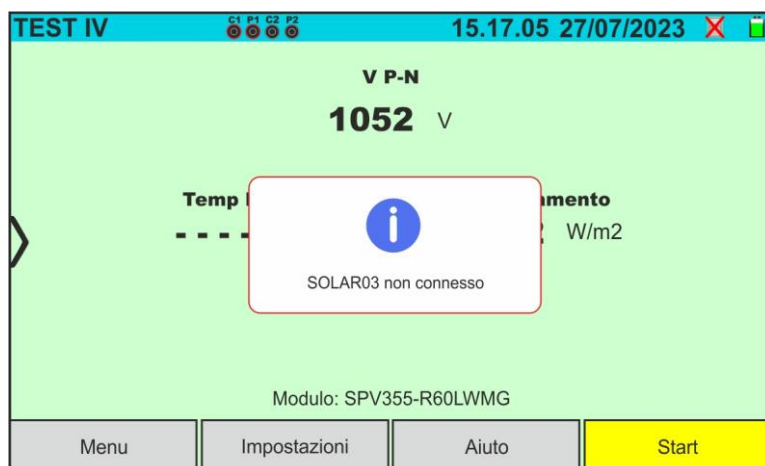 TEST IV C1 P1 C2 P2 15.17.05 27/07/2023
V P-N
1052 V
Temp amento
- - - - W/m2
SOLAR03 non connesso
Modulo: SPV355-R60LWMG
Menu Impostazioni Aiuto Start